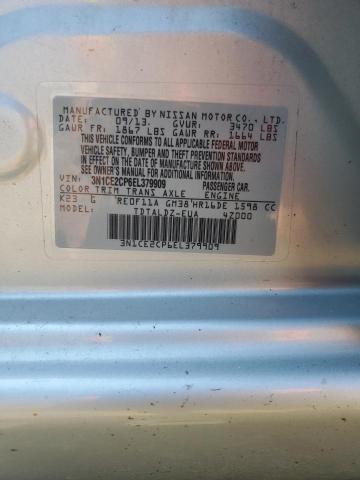 MANUFACTURED BY NISSAN MOTOR CO., LTD.
DATE: 09/13. GVWR: 3470 LBS
GAWR FR: 1867 LBS GAWR RR: 1664 LBS
THIS VEHICLE CONFORMS TO ALL APPLICABLE FEDERAL MOTOR
VEHICLE SAFETY, BUMPER, AND THEFT PREVENTION STANDARDS
IN EFFECT ON THE DATE OF MANUFACTURE SHOWN ABOVE.
SEE OWNER'S MANUAL FOR ADDITIONAL INFORMATION.
VIN: 3N1CE2CP6EL379909 PASSENGER CAR.
COLOR TRIM TRANS AXLE ENGINE
K23 G RE0F11A GM38 HR16DE 1598 CC
TDTALDZ-EUA 4Z000
3N1CE2CP6EL379909